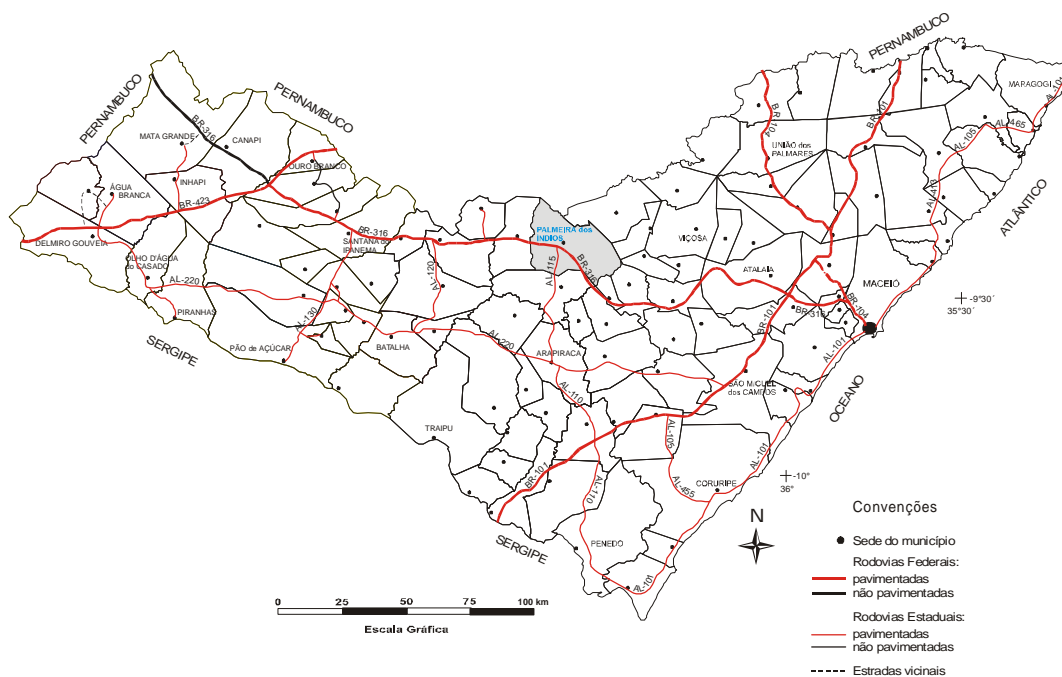 PERNAMBUCO
PERNAMBUCO
PERNAMBUCO
MARAGOGI
AL-101
AL-465
AL-105
BR-101
BR-104
BR-316
MATA GRANDE
CANAPI
OURO BRANCO
UNIÃO dos
PALMARES
AL-413
ATLÂNTICO
INHAPI
ÁGUA
BRANCA
BR-423
BR-316
PALMEIRA dos
ÍNDIOS
VIÇOSA
DELMIRO GOUVEIA
SANTANA do
IPANEMA
OLHO D'ÁGUA
do CASADO
AL-220
AL-120
AL-115
BR-316
ATALAIA
MACEIÓ
PIRANHAS
AL-130
BR-101
BR-316
BR-104
-9°30´
35°30´
SERGIPE
PÃO de AÇÚCAR
BATALHA
AL-220
ARAPIRACA
AL-101
SÃO MIGUEL
dos CAMPOS
OCEANO
AL-110
TRAIPU
AL-105
AL-101
BR-101
AL-110
AL-455
CORURIPE
-10°
36°
SERGIPE
PENEDO
AL-101
N
0 25 50 75 100 km
Escala Gráfica
Convenções
Sede do município
Rodovias Federais:
pavimentadas
não pavimentadas
Rodovias Estaduais:
pavimentadas
não pavimentadas
Estradas vicinais